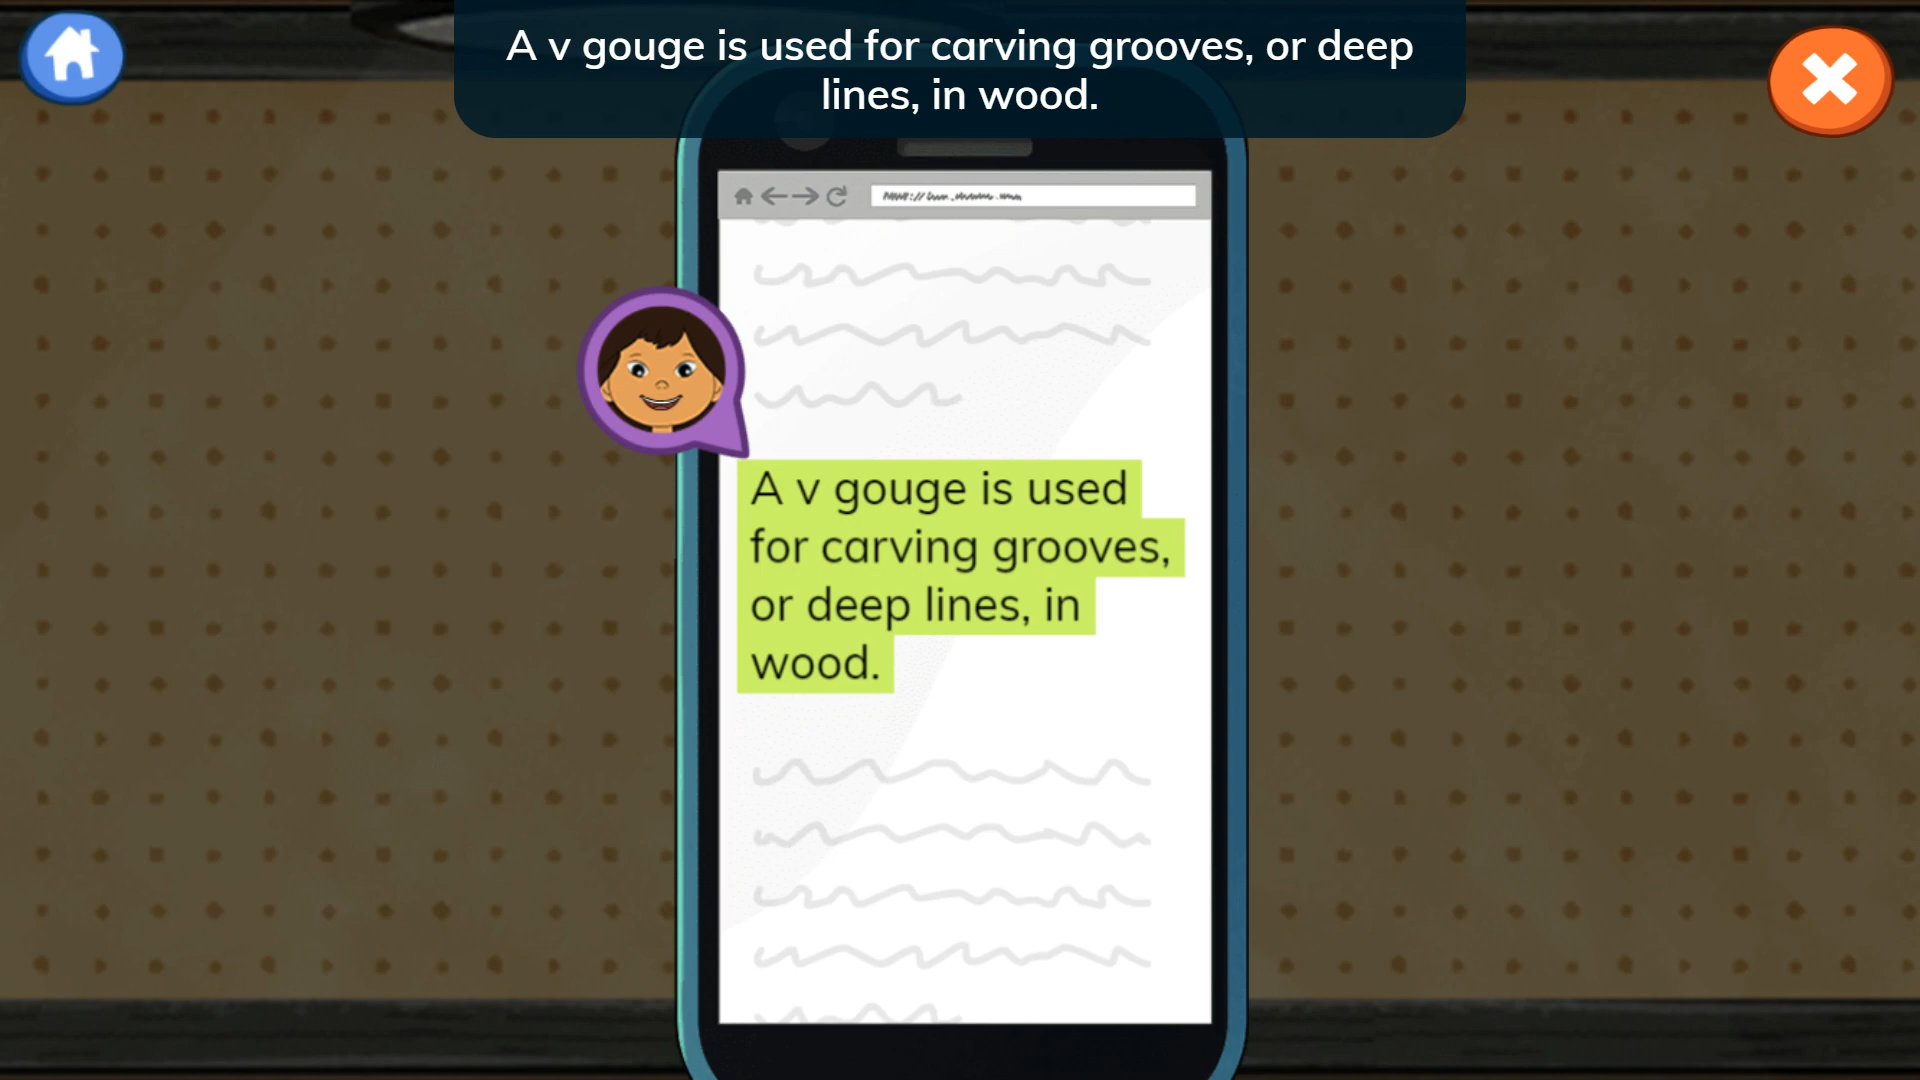 A v gouge is used for carving grooves, or deep
lines, in wood.
A v gouge is used
for carving grooves,
or deep lines, in
wood.